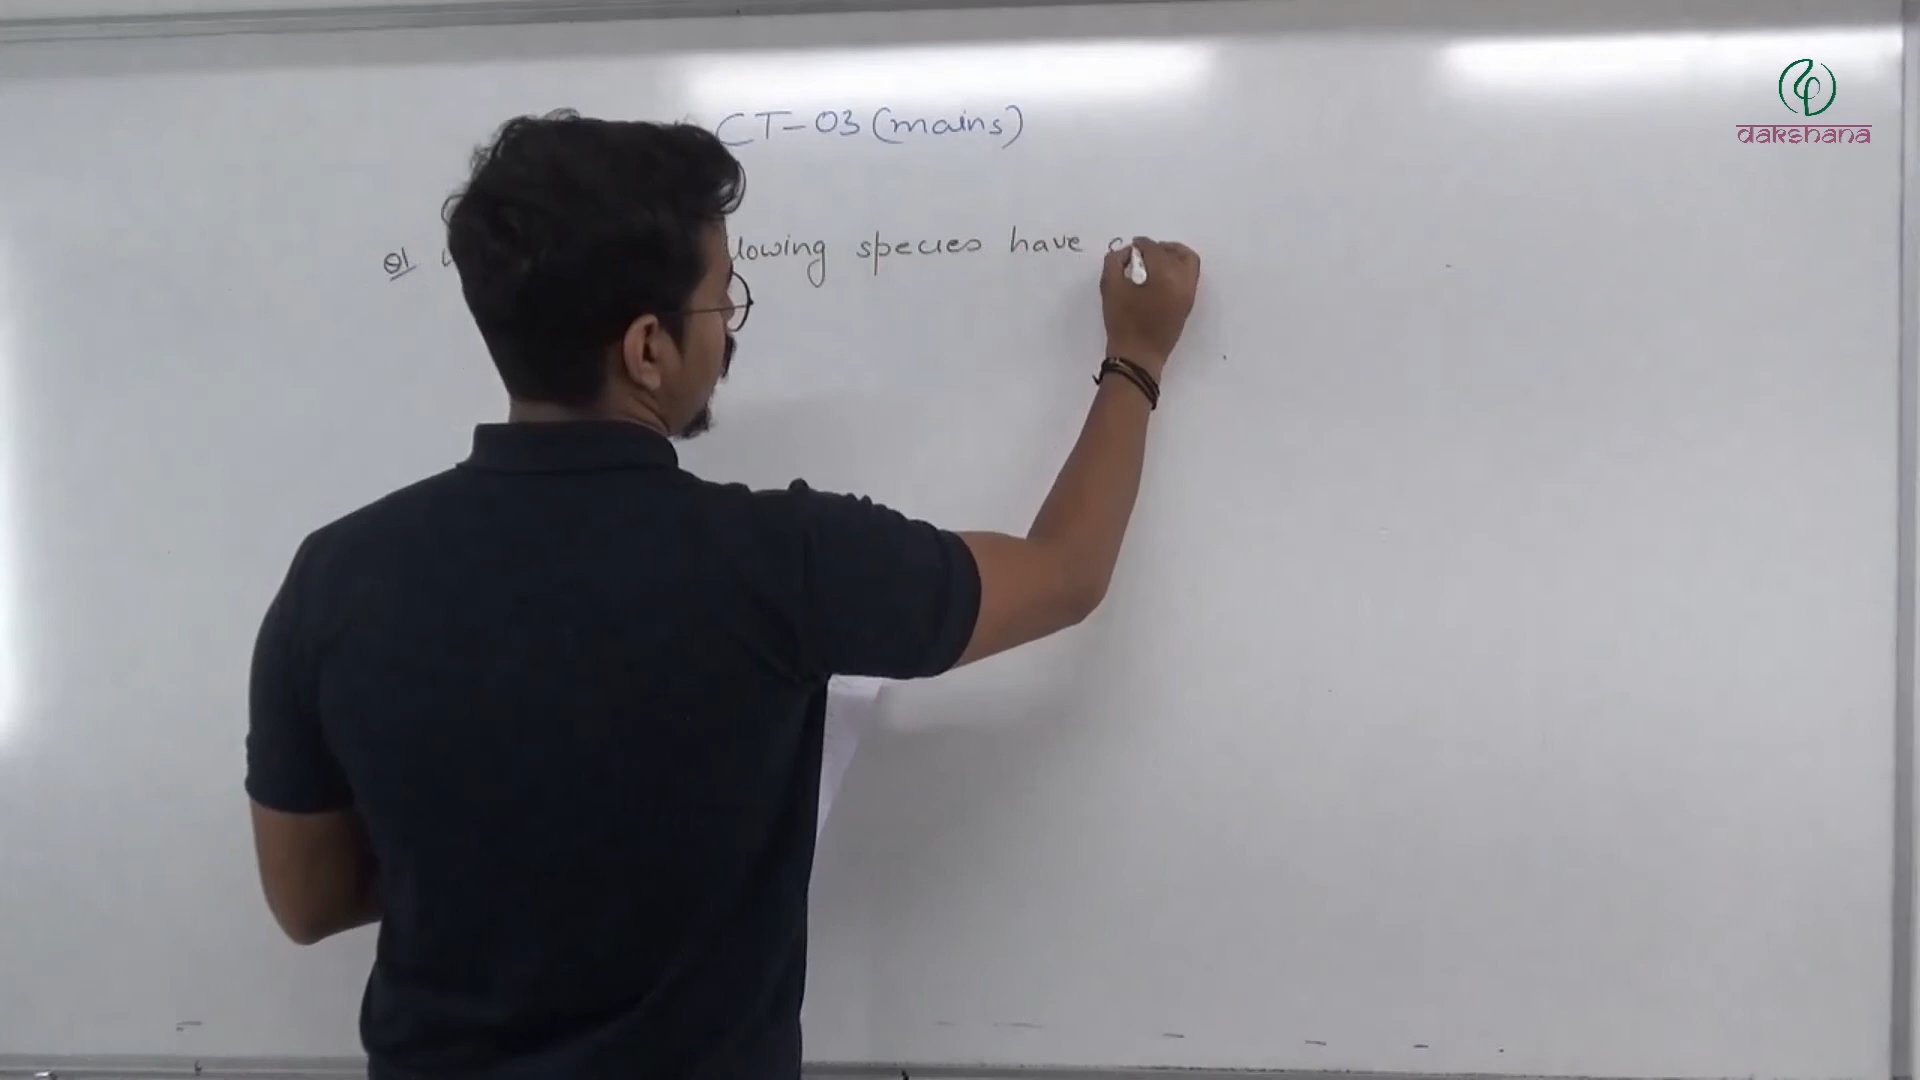 CT-03 (mains)
dakshana
Q1 lowing species have